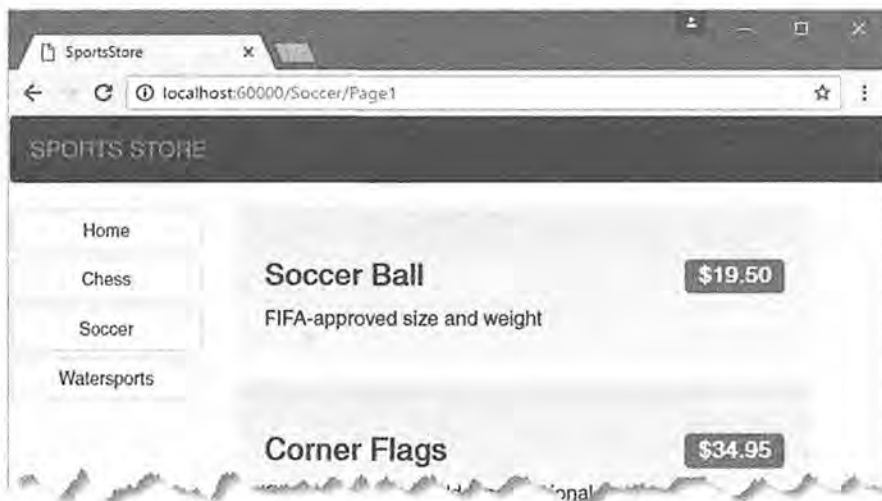 SportsStore
localhost:60000/Soccer/Page1
SPORTS STORE
Home
Chess
Soccer
Watersports
Soccer Ball
$19.50
FIFA-approved size and weight
Corner Flags
$34.95